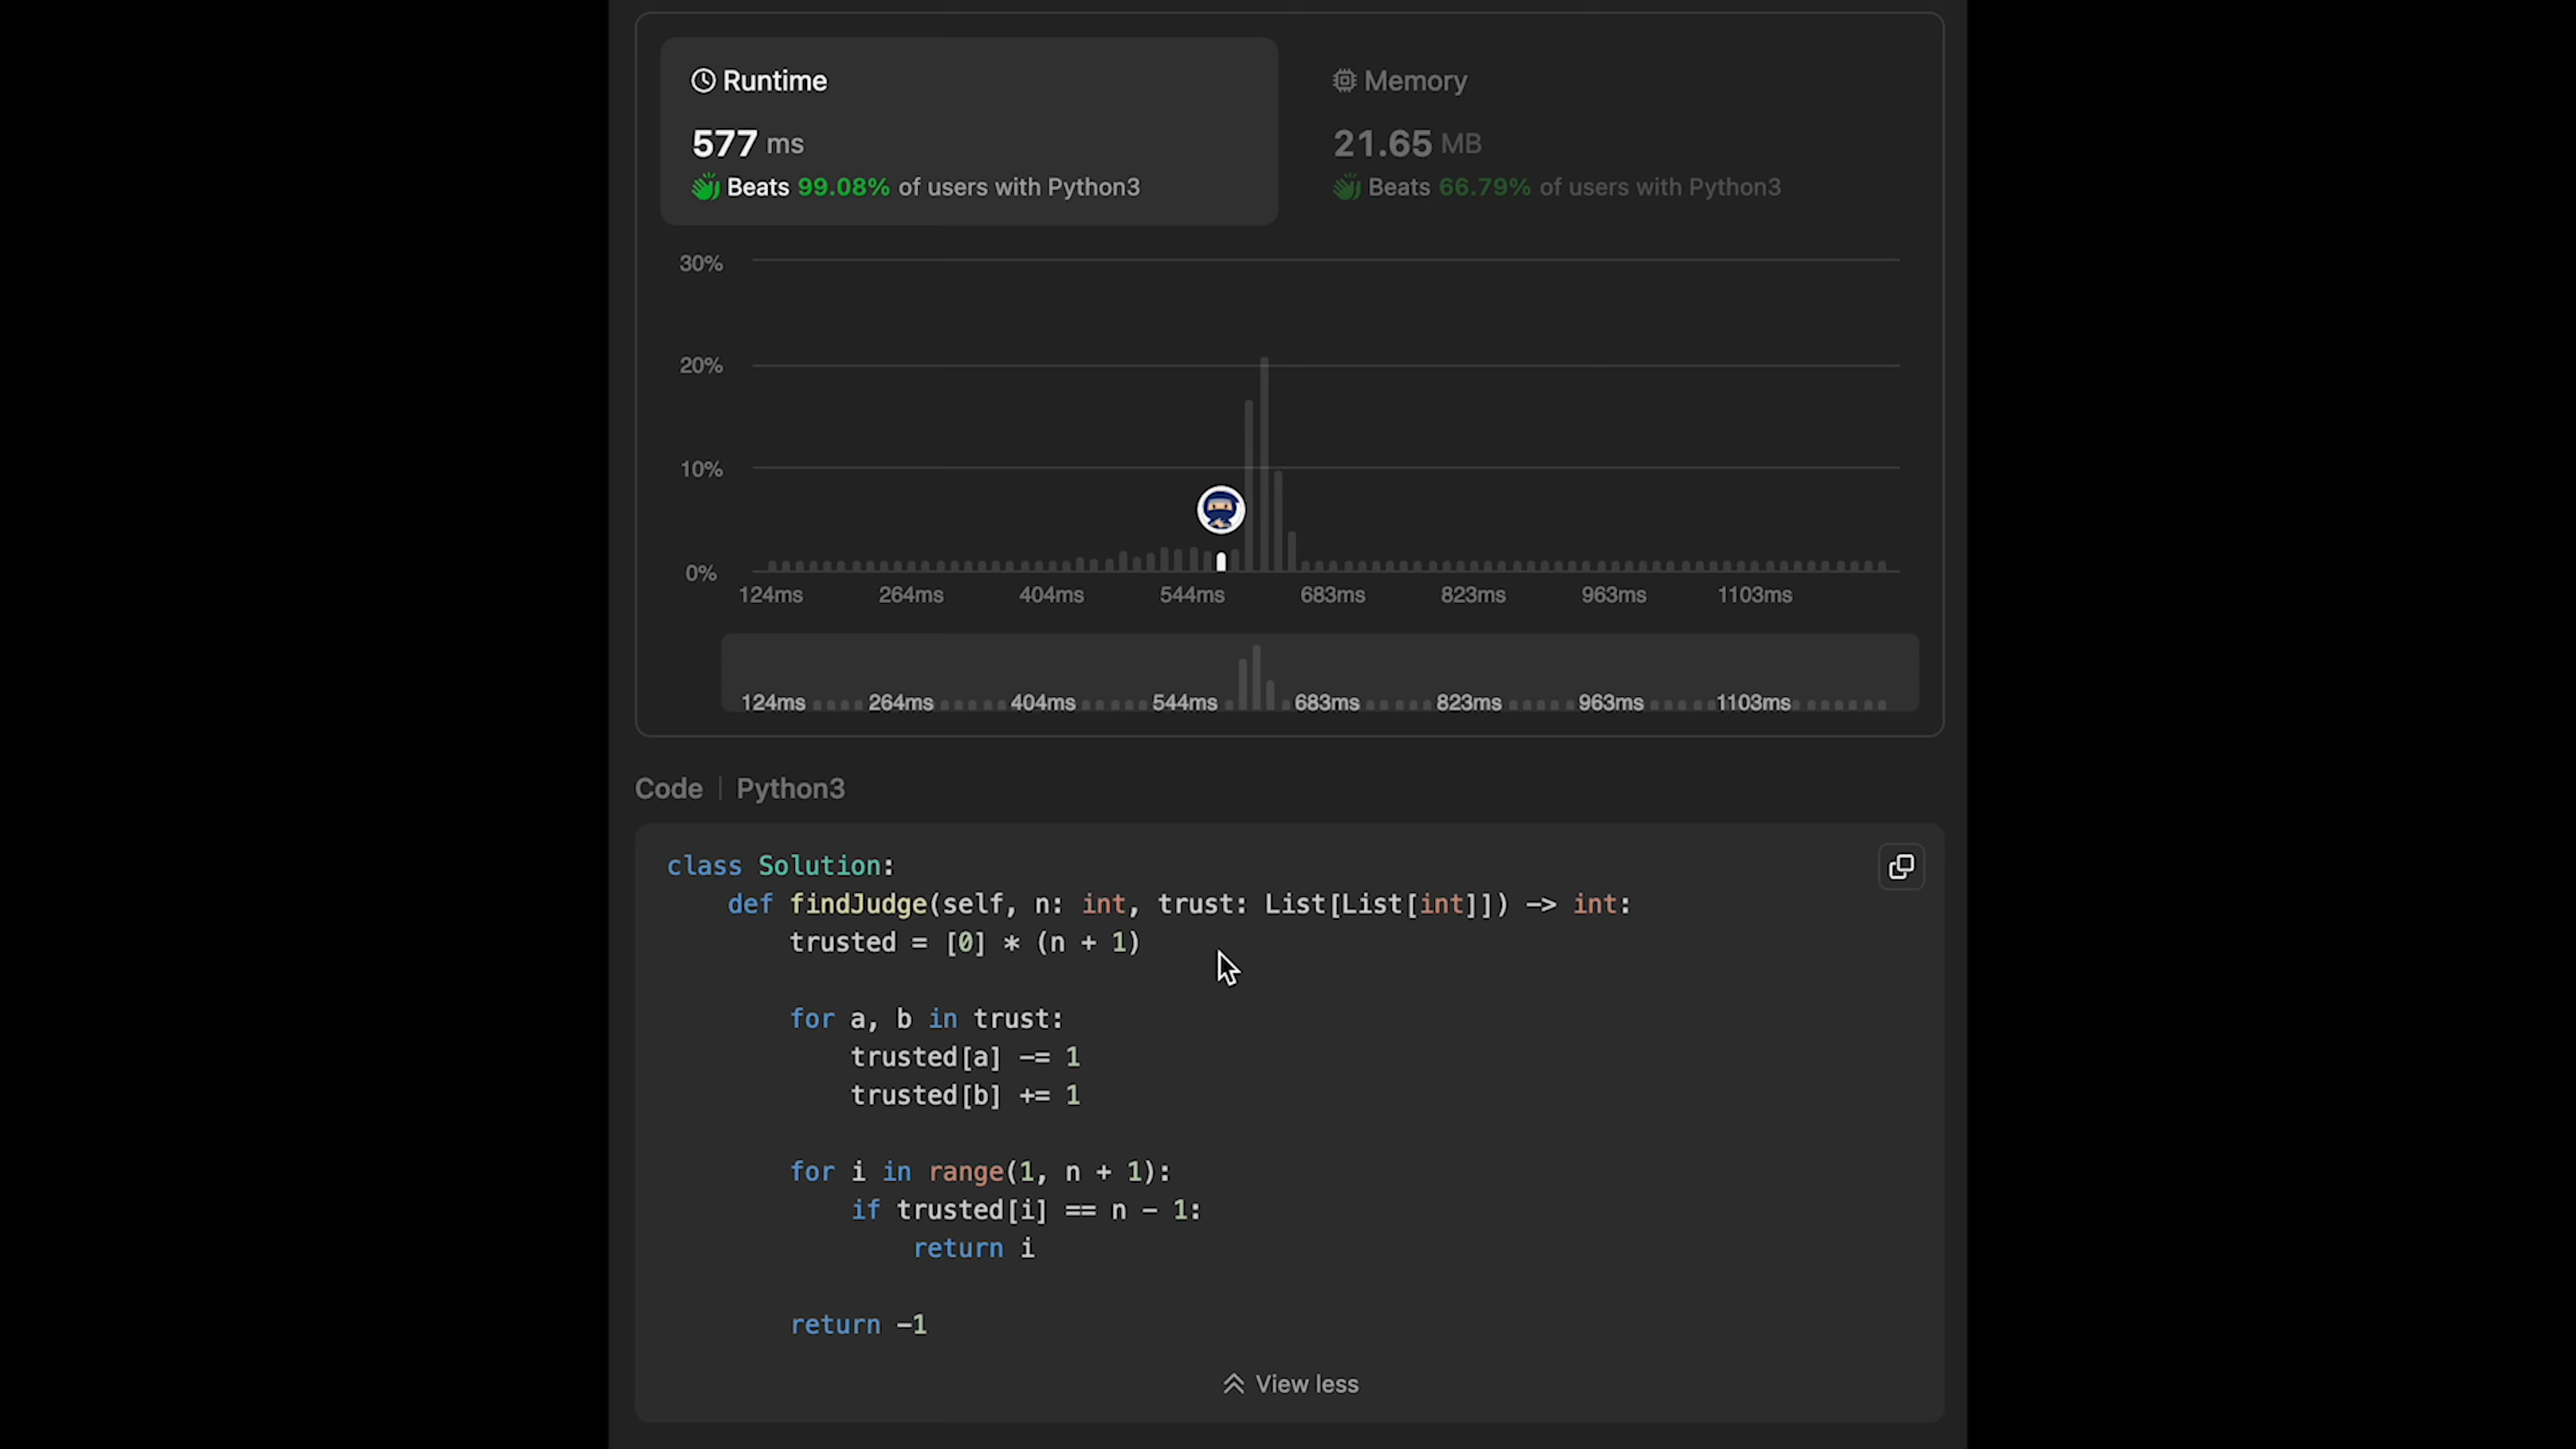 Runtime
577 ms
Beats 99.08% of users with Python3
Memory
21.65 MB
Beats 66.79% of users with Python3
30%
20%
10%
0%
124ms 264ms 404ms 544ms 683ms 823ms 963ms 1103ms
124ms 264ms 404ms 544ms 683ms 823ms 963ms 1103ms
Code | Python3
class Solution:
    def findJudge(self, n: int, trust: List[List[int]]) -> int:
        trusted = [0] * (n + 1)
        for a, b in trust:
            trusted[a] -= 1
            trusted[b] += 1
        for i in range(1, n + 1):
            if trusted[i] == n - 1:
                return i
        return -1
View less